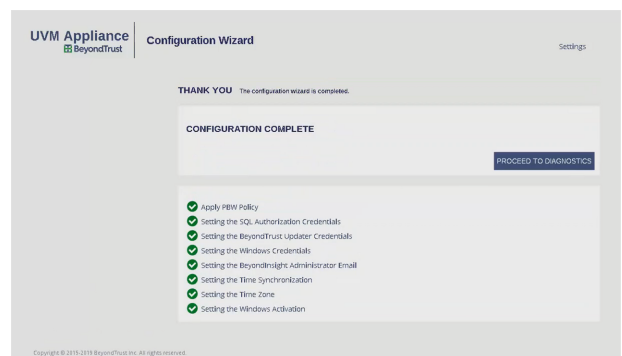 UVM Appliance
BeyondTrust
Configuration Wizard
Settings
THANK YOU The configuration wizard is completed.
CONFIGURATION COMPLETE
PROCEED TO DIAGNOSTICS
Apply PBW Policy
Setting the SQL Authorization Credentials
Setting the BeyondTrust Updater Credentials
Setting the Windows Credentials
Setting the BeyondInsight Administrator Email
Setting the Time Synchronization
Setting the Time Zone
Setting the Windows Activation
Copyright © 2015-2019 BeyondTrust Inc. All rights reserved.